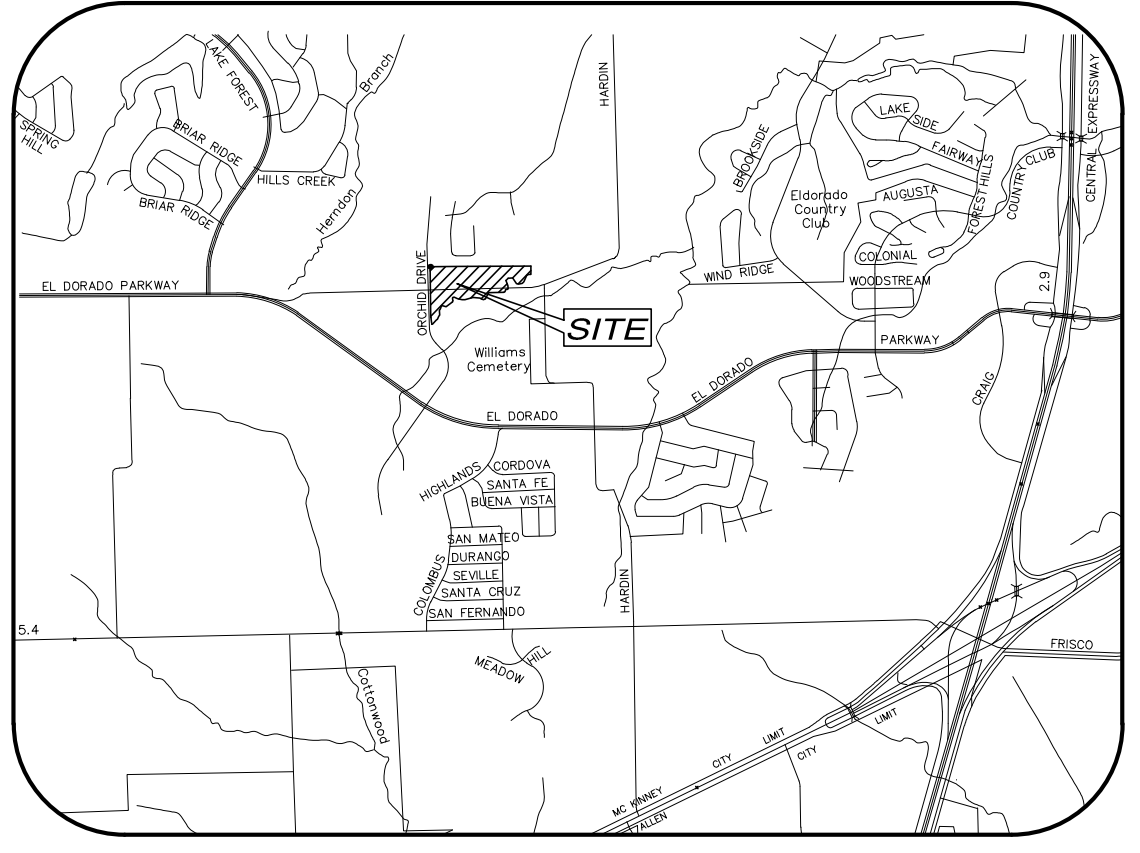 LAKE FOREST
Branch
HARDIN
CENTRAL EXPRESSWAY
LAKE
SIDE
FAIRWAY
SPRING
HILL
BRIAR RIDGE
BROOKSIDE
FOREST HILLS
COUNTRY CLUB
HILLS CREEK
AUGUSTA
Eldorado
Country
Club
BRIAR RIDGE
Herndon
COLONIAL
WIND RIDGE
WOODSTREAM
2.9
EL DORADO PARKWAY
ORCHID DRIVE
SITE
PARKWAY
Williams
Cemetery
EL DORADO
CRAIG
EL DORADO
HIGHLANDS
CORDOVA
SANTA FE
BUENA VISTA
SAN MATEO
DURANGO
COLOMBUS
SEVILLE
SANTA CRUZ
SAN FERNANDO
HARDIN
5.4
FRISCO
MEADOW
HILL
Cottonwood
LIMIT
LIMIT
CITY
CITY
MC KINNEY
ALLEN